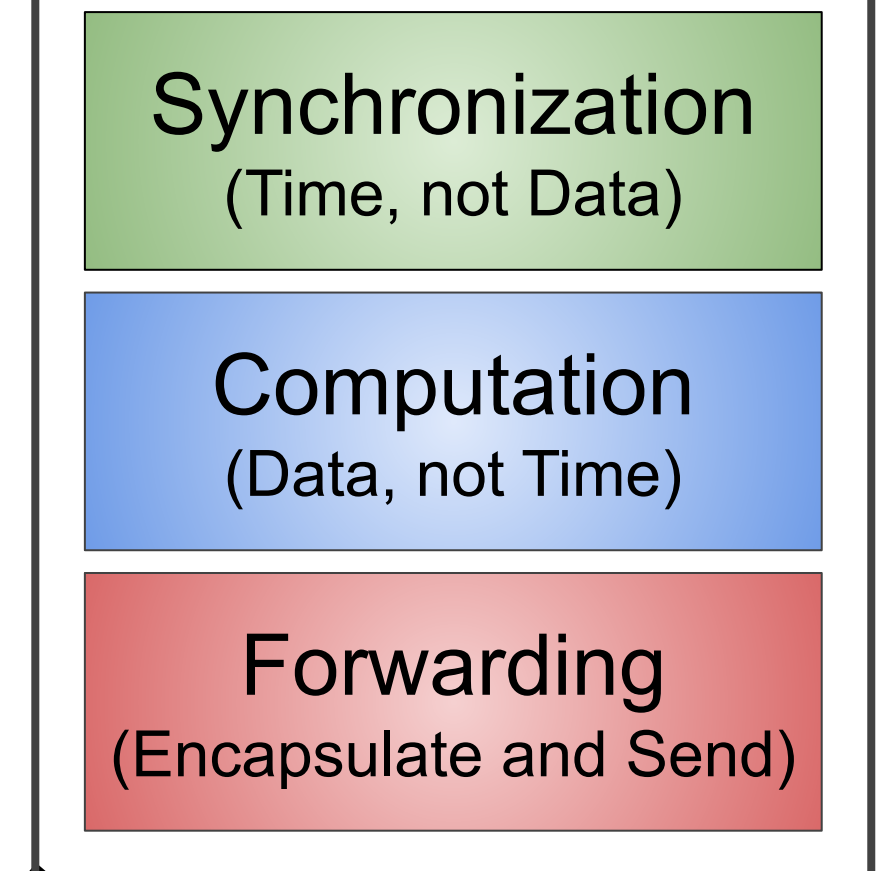 Synchronization
(Time, not Data)
Computation
(Data, not Time)
Forwarding
(Encapsulate and Send)